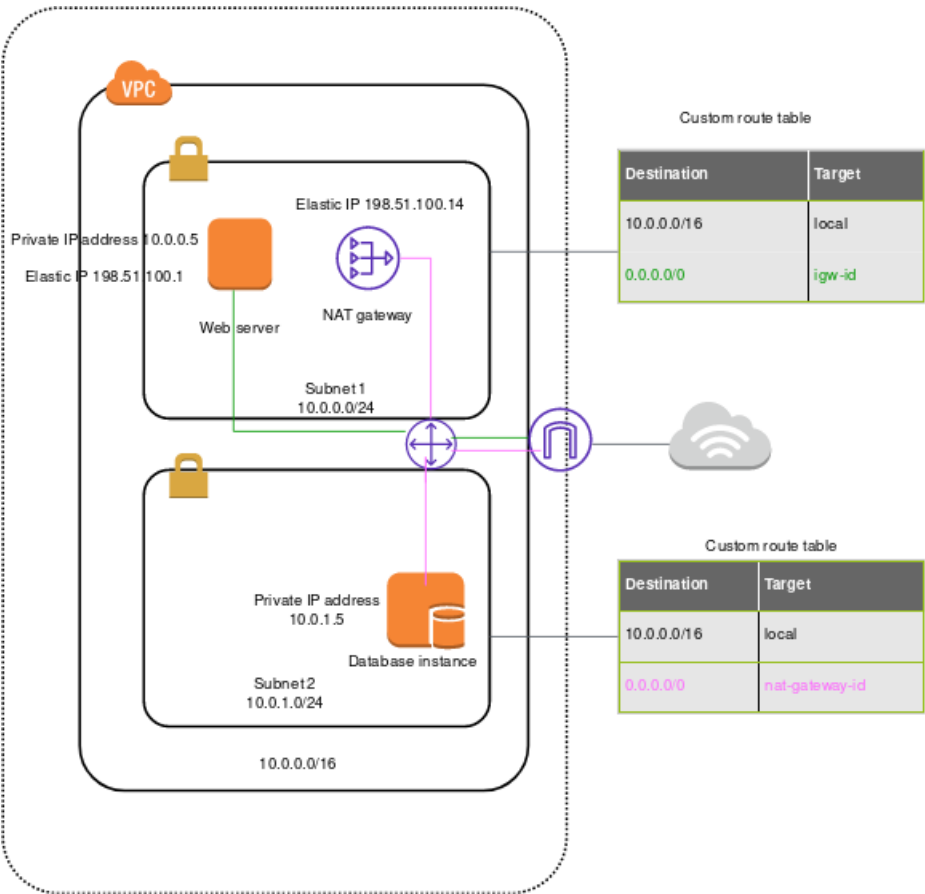 VPC
Custom route table
Destination Target
10.0.0.0/16 local
0.0.0.0/0 igw-id
Elastic IP 198.51.100.14
Private IP address 10.0.0.5
Elastic IP 198.51.100.1
Web server
NAT gateway
Subnet 1
10.0.0.0/24
Custom route table
Destination Target
10.0.0.0/16 local
0.0.0.0/0 nat-gateway-id
Private IP address
10.0.1.5
Database instance
Subnet 2
10.0.1.0/24
10.0.0.0/16